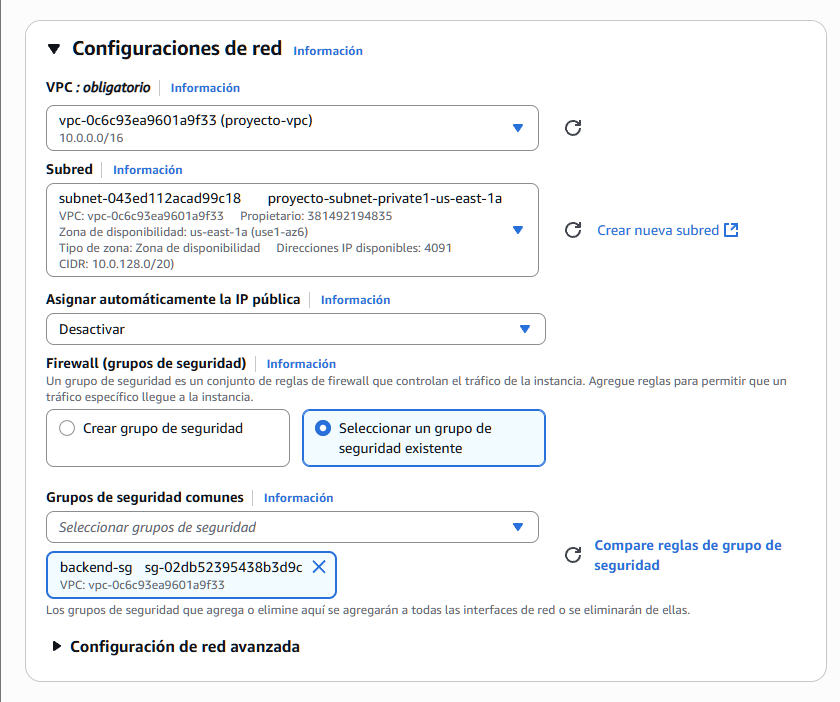 Configuraciones de red Información
VPC : obligatorio Información
vpc-0c6c93ea9601a9f33 (proyecto-vpc)
10.0.0.0/16
Subred Información
subnet-043ed112acad99c18 proyecto-subnet-private1-us-east-1a
VPC: vpc-0c6c93ea9601a9f33 Propietario: 381492194835
Zona de disponibilidad: us-east-1a (use1-az6)
Tipo de zona: Zona de disponibilidad Direcciones IP disponibles: 4091
CIDR: 10.0.128.0/20)
Crear nueva subred
Asignar automáticamente la IP pública Información
Desactivar
Firewall (grupos de seguridad) Información
Un grupo de seguridad es un conjunto de reglas de firewall que controlan el tráfico de la instancia. Agregue reglas para permitir que un
tráfico específico llegue a la instancia.
Crear grupo de seguridad
Seleccionar un grupo de
seguridad existente
Grupos de seguridad comunes Información
Seleccionar grupos de seguridad
backend-sg sg-02db52395438b3d9c
VPC: vpc-0c6c93ea9601a9f33
Compare reglas de grupo de
seguridad
Los grupos de seguridad que agrega o elimine aquí se agregarán a todas las interfaces de red o se eliminarán de ellas.
Configuración de red avanzada